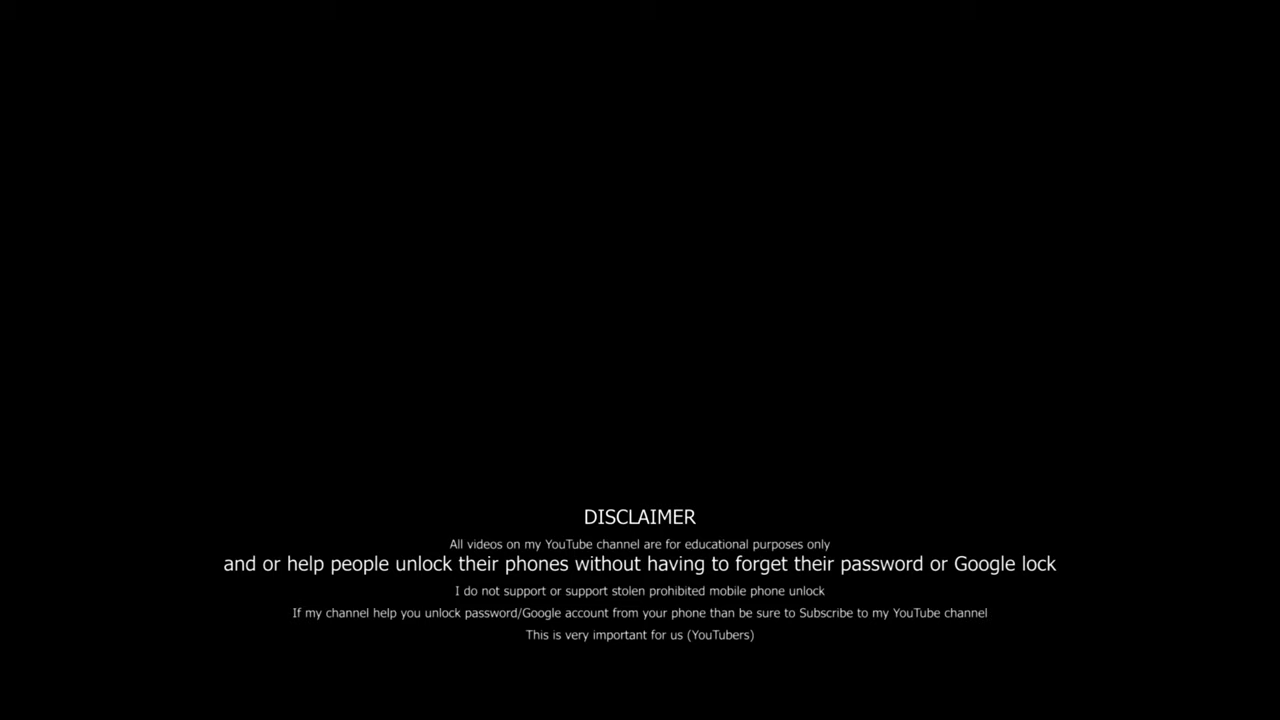 DISCLAIMER
All videos on my YouTube channel are for educational purposes only
and or help people unlock their phones without having to forget their password or Google lock
I do not support or support stolen prohibited mobile phone unlock
If my channel help you unlock password/Google account from your phone than be sure to Subscribe to my YouTube channel
This is very important for us (YouTubers)